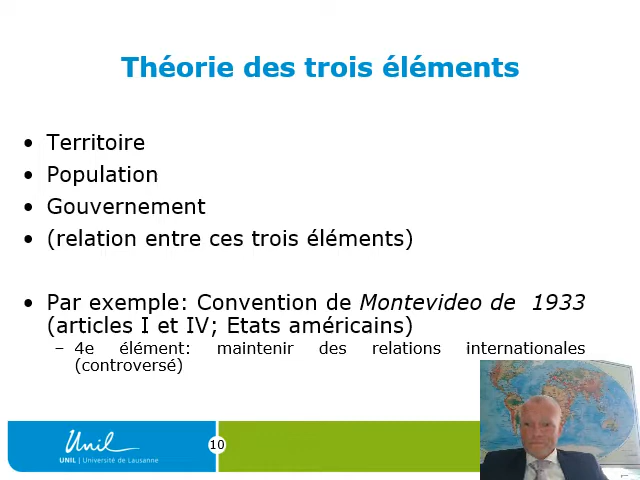 Théorie des trois éléments
• Territoire
• Population
• Gouvernement
• (relation entre ces trois éléments)
• Par exemple: Convention de Montevideo de 1933
(articles I et IV; Etats américains)
– 4e élément: maintenir des relations internationales
(controversé)
Unil
UNIL | Université de Lausanne
10